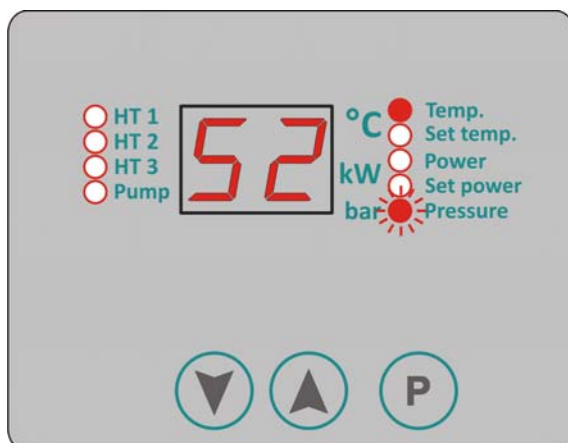 HT 1
HT 2
HT 3
Pump
52
°C
kW
bar
Temp.
Set temp.
Power
Set power
Pressure
P